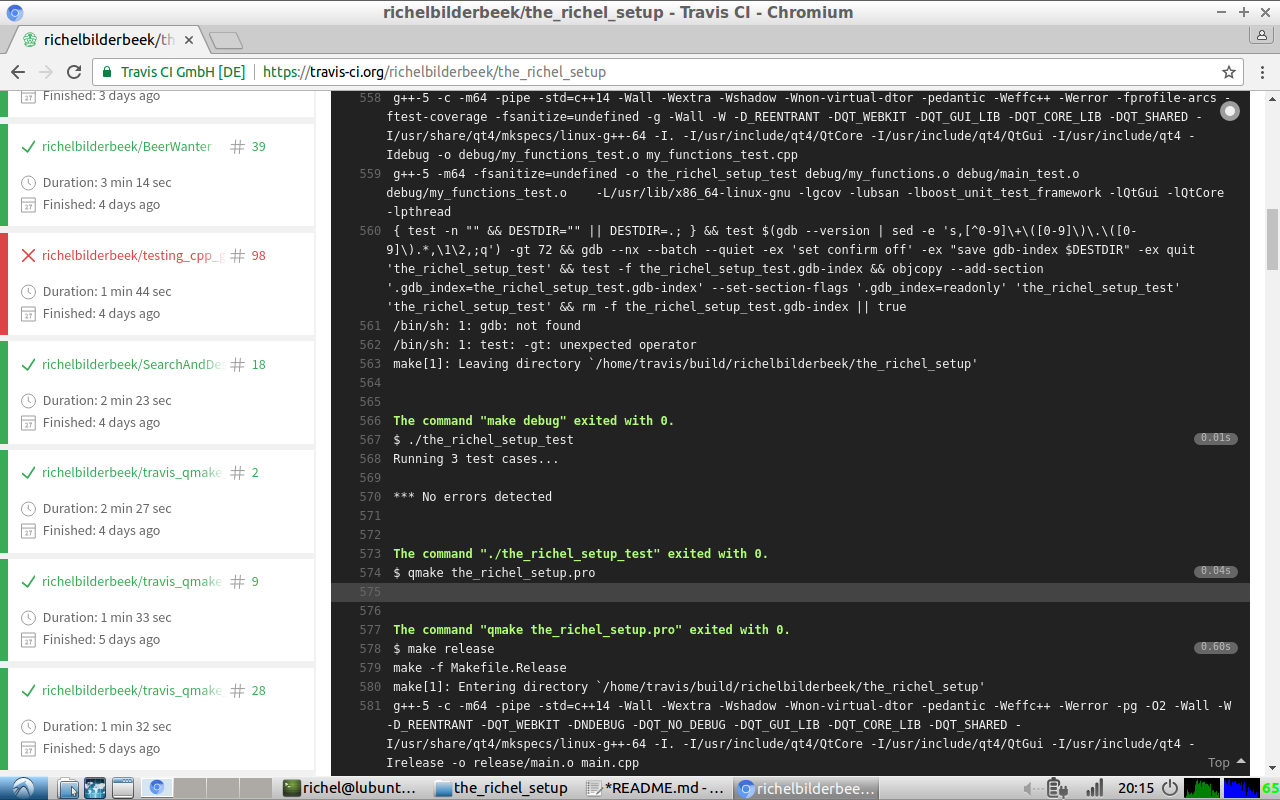 richelbilderbeek/the_richel_setup - Travis CI - Chromium
richelbilderbeek/th
Travis CI GmbH [DE]
https://travis-ci.org/richelbilderbeek/the_richel_setup
Finished: 3 days ago
richelbilderbeek/BeerWanter # 39
Duration: 3 min 14 sec
Finished: 4 days ago
richelbilderbeek/testing_cpp_g # 98
Duration: 1 min 44 sec
Finished: 4 days ago
richelbilderbeek/SearchAndDe # 18
Duration: 2 min 23 sec
Finished: 4 days ago
richelbilderbeek/travis_qmake # 2
Duration: 2 min 27 sec
Finished: 4 days ago
richelbilderbeek/travis_qmake # 9
Duration: 1 min 33 sec
Finished: 5 days ago
richelbilderbeek/travis_qmake # 28
Duration: 1 min 32 sec
Finished: 5 days ago
558 g++-5 -c -m64 -pipe -std=c++14 -Wall -Wextra -Wshadow -Wnon-virtual-dtor -pedantic -Weffc++ -Werror -fprofile-arcs -
ftest-coverage -fsanitize=undefined -g -Wall -W -D_REENTRANT -DQT_WEBKIT -DQT_GUI_LIB -DQT_CORE_LIB -DQT_SHARED -
I/usr/share/qt4/mkspecs/linux-g++-64 -I. -I/usr/include/qt4/QtCore -I/usr/include/qt4/QtGui -I/usr/include/qt4 -
Idebug -o debug/my_functions_test.o my_functions_test.cpp
559 g++-5 -m64 -fsanitize=undefined -o the_richel_setup_test debug/my_functions.o debug/main_test.o
debug/my_functions_test.o    -L/usr/lib/x86_64-linux-gnu -lgcov -lubsan -lboost_unit_test_framework -lQtGui -lQtCore
-lpthread
560 { test -n "" && DESTDIR="" || DESTDIR=.; } && test $(gdb --version | sed -e 's,[^0-9]\+\([0-9]\)\.\([0-
9]\).*,\1\2,;q') -gt 72 && gdb --nx --batch --quiet -ex 'set confirm off' -ex "save gdb-index $DESTDIR" -ex quit
'the_richel_setup_test' && test -f the_richel_setup_test.gdb-index && objcopy --add-section
'.gdb_index=the_richel_setup_test.gdb-index' --set-section-flags '.gdb_index=readonly' 'the_richel_setup_test'
'the_richel_setup_test' && rm -f the_richel_setup_test.gdb-index || true
561 /bin/sh: 1: gdb: not found
562 /bin/sh: 1: test: -gt: unexpected operator
563 make[1]: Leaving directory `/home/travis/build/richelbilderbeek/the_richel_setup'
564
565
566 The command "make debug" exited with 0.
567 $ ./the_richel_setup_test 0.01s
568 Running 3 test cases...
569
570 *** No errors detected
571
572
573 The command "./the_richel_setup_test" exited with 0.
574 $ qmake the_richel_setup.pro 0.04s
575
576
577 The command "qmake the_richel_setup.pro" exited with 0.
578 $ make release 0.60s
579 make -f Makefile.Release
580 make[1]: Entering directory `/home/travis/build/richelbilderbeek/the_richel_setup'
581 g++-5 -c -m64 -pipe -std=c++14 -Wall -Wextra -Wshadow -Wnon-virtual-dtor -pedantic -Weffc++ -Werror -pg -O2 -Wall -W
-D_REENTRANT -DQT_WEBKIT -DNDEBUG -DQT_NO_DEBUG -DQT_GUI_LIB -DQT_CORE_LIB -DQT_SHARED -
I/usr/share/qt4/mkspecs/linux-g++-64 -I. -I/usr/include/qt4/QtCore -I/usr/include/qt4/QtGui -I/usr/include/qt4 -
Irelease -o release/main.o main.cpp
Top
richel@lubunt...
the_richel_setup
*README.md - ...
richelbilderbee...
20:15
65